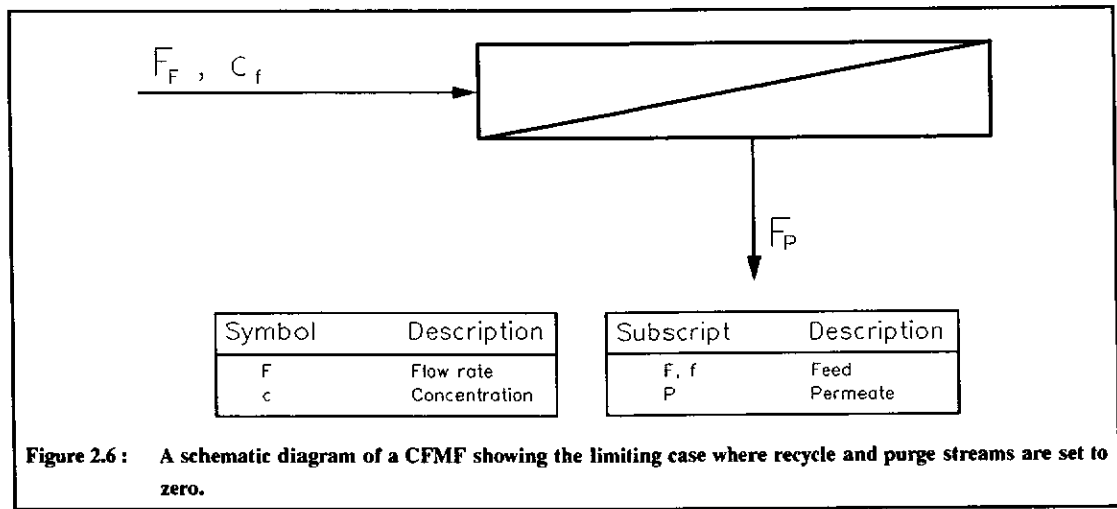 F_F , C_f
F_P
Symbol Description
F Flow rate
c Concentration
Subscript Description
F, f Feed
P Permeate
Figure 2.6 : A schematic diagram of a CFMF showing the limiting case where recycle and purge streams are set to
zero.